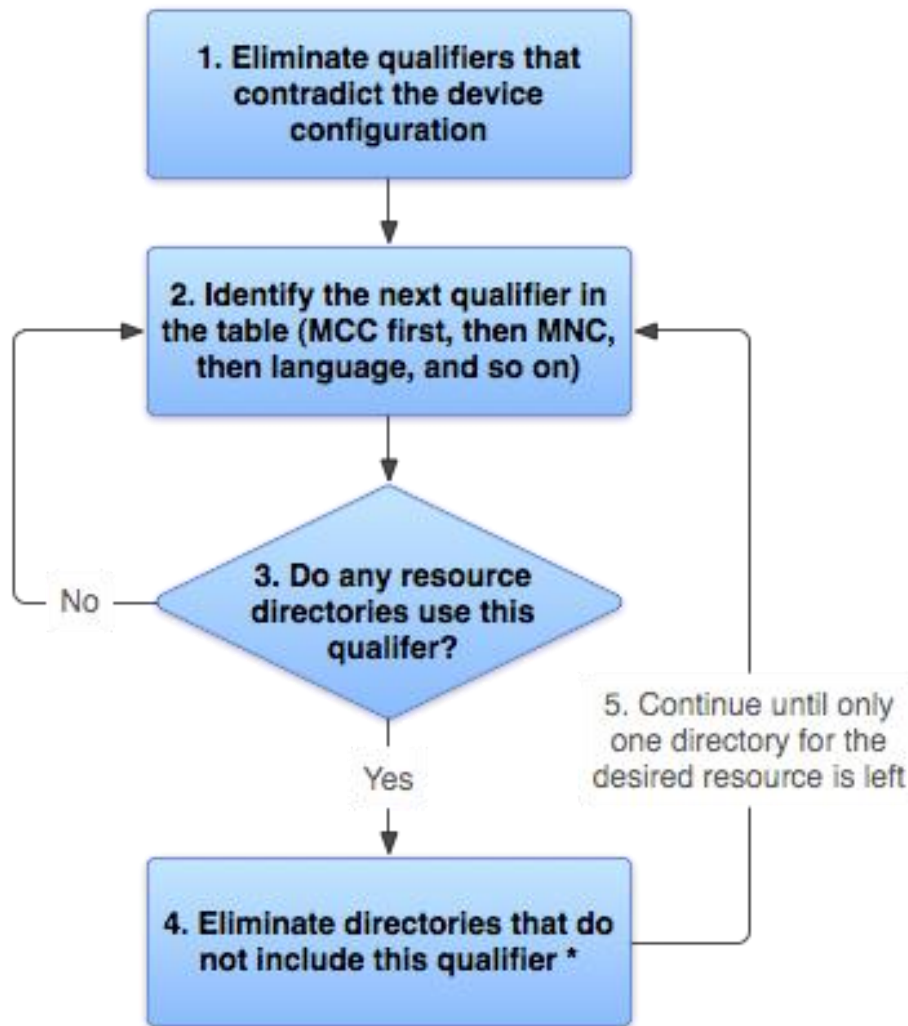 1. Eliminate qualifiers that
contradict the device
configuration
2. Identify the next qualifier in
the table (MCC first, then MNC,
then language, and so on)
3. Do any resource
directories use this
qualifer?
No
Yes
5. Continue until only
one directory for the
desired resource is left
4. Eliminate directories that do
not include this qualifier *